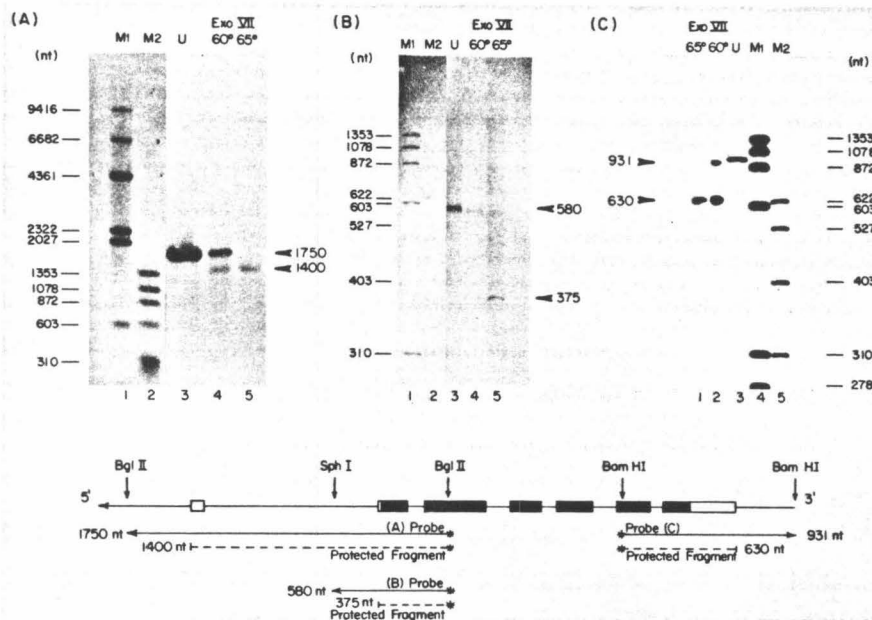 (A)
(nt)
M1 M2 U Exo VII
60° 65°
9416
6682
4361
2322
2027
1353
1078
872
603
310
1750
1400
1 2 3 4 5
(B)
(nt)
M1 M2 U Exo VII
60° 65°
1353
1078
872
622
603
527
403
310
580
375
1 2 3 4 5
(C)
Exo VII
65° 60° U M1 M2
(nt)
931
630
1353
1078
872
622
603
527
403
310
278
1 2 3 4 5
Bgl II Sph I Bgl II Bam HI Bam HI
5' 3'
1750 nt (A) Probe Probe (C) 931 nt
1400 nt Protected Fragment Protected Fragment 630 nt
580 nt (B) Probe
375 nt Protected Fragment